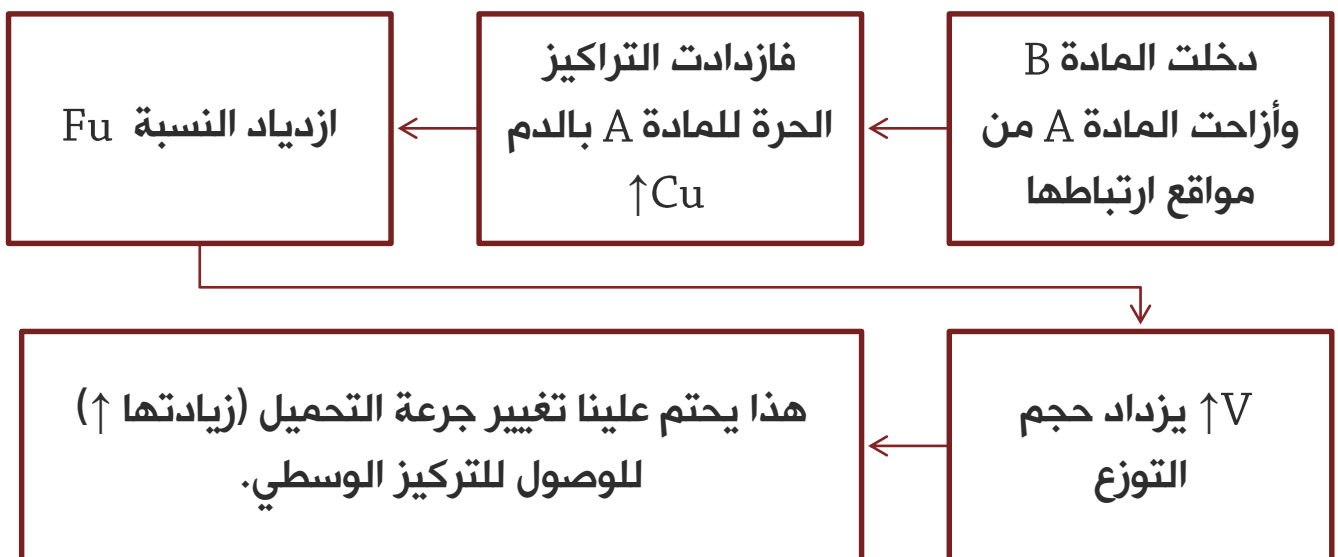 دخلت المادة B
وأزاحت المادة A من
مواقع ارتباطها
فازدادت التراكيز
الحرة للمادة A بالدم
↑Cu
ازدياد النسبة Fu
↑V يزداد حجم
التوزع
هذا يحتم علينا تغيير جرعة التحميل (زيادتها ↑)
للوصول للتركيز الوسطي.